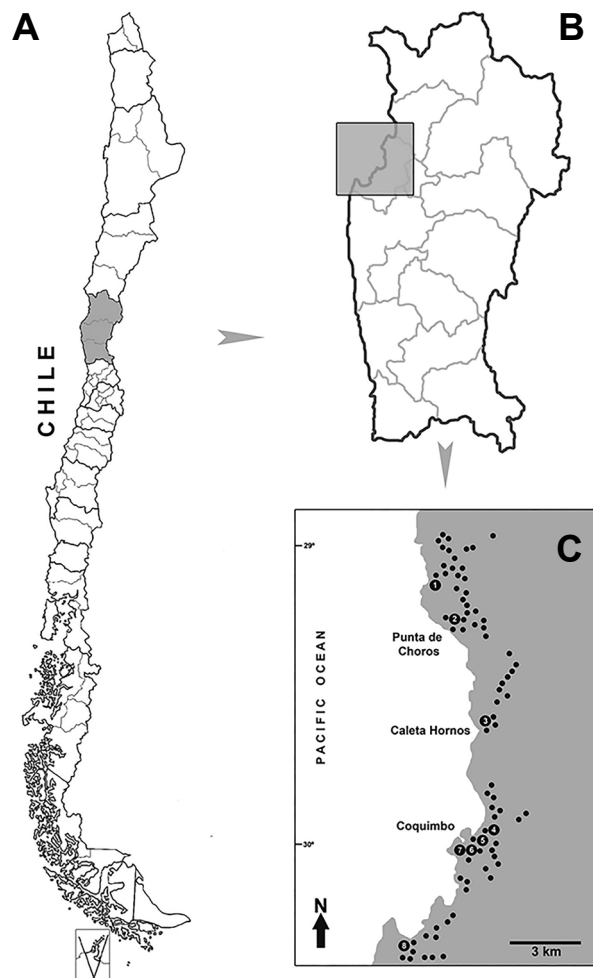 A
B
CHILE
C
29°
1
2
Punta de
Choros
PACIFIC OCEAN
3
Caleta Hornos
Coquimbo
4
5
7 6
30°
N
8
3 km